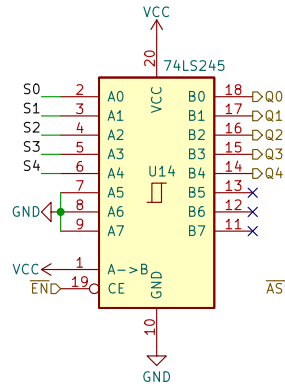 VCC
20
74LS245
S0 2 A0 VCC B0 18 Q0
S1 3 A1 B1 17 Q1
S2 4 A2 B2 16 Q2
S3 5 A3 B3 15 Q3
S4 6 A4 U14 B4 14 Q4
7 A5 B5 13
GND 8 A6 B6 12
9 A7 B7 11
VCC 1 A->B
EN 19 CE GND AS
10
GND